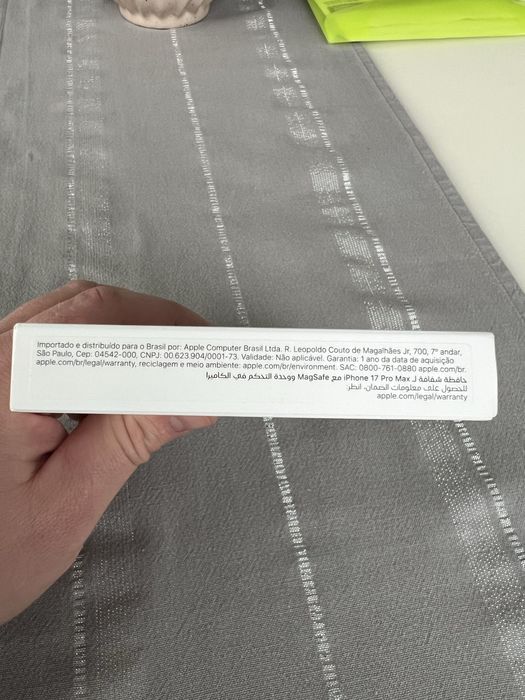 Importado e distribuído para o Brasil por: Apple Computer Brasil Ltda. R. Leopoldo Couto de Magalhães Jr, 700, 7º andar,
São Paulo, Cep: 04542-000, CNPJ: 00.623.904/0001-73. Validade: Não aplicável. Garantia: 1 ano da data de aquisição
apple.com/br/legal/warranty, reciclagem e meio ambiente: apple.com/br/environment. SAC: 0800-761-0880 apple.com/br.
حافظة شفافة لـ iPhone 17 Pro Max مع MagSafe ووحدة التحكم في الكاميرا
للحصول على معلومات الضمان، انظر:
apple.com/legal/warranty